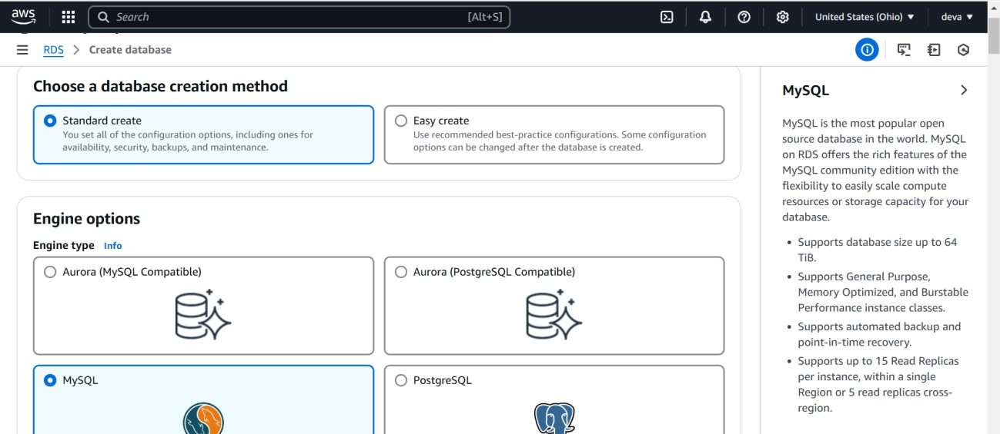 aws
Search
[Alt+S]
United States (Ohio)
deva
RDS
Create database
Choose a database creation method
Standard create
You set all of the configuration options, including ones for
availability, security, backups, and maintenance.
Easy create
Use recommended best-practice configurations. Some configuration
options can be changed after the database is created.
Engine options
Engine type Info
Aurora (MySQL Compatible)
Aurora (PostgreSQL Compatible)
MySQL
PostgreSQL
MySQL
MySQL is the most popular open
source database in the world. MySQL
on RDS offers the rich features of the
MySQL community edition with the
flexibility to easily scale compute
resources or storage capacity for your
database.
• Supports database size up to 64
TiB.
• Supports General Purpose,
Memory Optimized, and Burstable
Performance instance classes.
• Supports automated backup and
point-in-time recovery.
• Supports up to 15 Read Replicas
per instance, within a single
Region or 5 read replicas cross-
region.